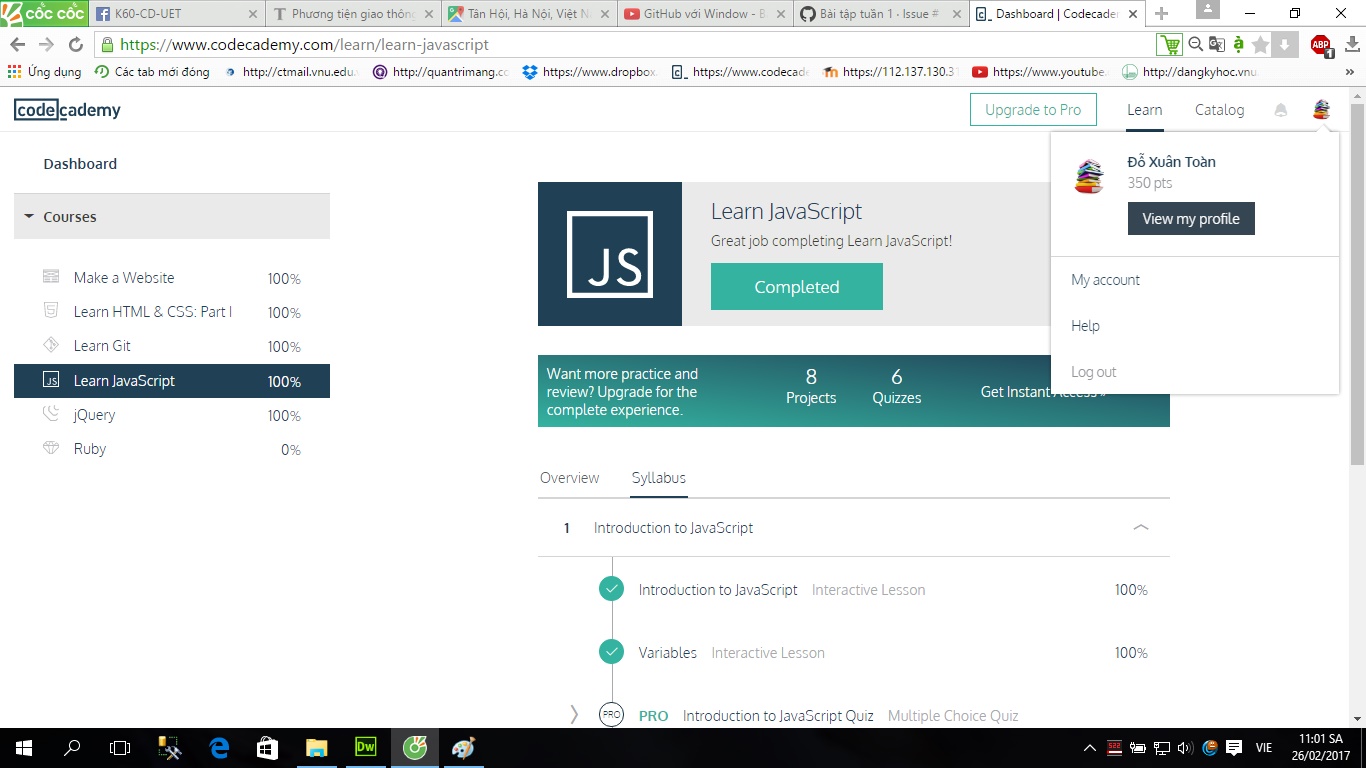 cốc cốc
K60-CD-UET
Phương tiện giao thông
Tân Hội, Hà Nội, Việt N
GitHub với Window - B
Bài tập tuần 1 · Issue #
Dashboard | Codecader
https://www.codecademy.com/learn/learn-javascript
ABP
1
Ứng dụng
Các tab mới đóng
http://ctmail.vnu.edu.
http://quantrimang.co
https://www.dropbox.
https://www.codecade
https://112.137.130.31
https://www.youtube.
http://dangkyhoc.vnu.
»
codecademy
Upgrade to Pro
Learn
Catalog
Dashboard
Courses
Make a Website 100%
Learn HTML & CSS: Part I 100%
Learn Git 100%
JS Learn JavaScript 100%
jQuery 100%
Ruby 0%
JS
Learn JavaScript
Great job completing Learn JavaScript!
Completed
Đỗ Xuân Toàn
350 pts
View my profile
My account
Help
Log out
Want more practice and
review? Upgrade for the
complete experience.
8
Projects
6
Quizzes
Get Instant Access »
Overview
Syllabus
1 Introduction to JavaScript
Introduction to JavaScript Interactive Lesson 100%
Variables Interactive Lesson 100%
PRO PRO Introduction to JavaScript Quiz Multiple Choice Quiz
Dw
VIE
11:01 SA
26/02/2017